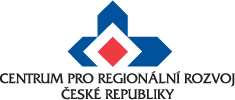 CENTRUM PRO REGIONÁLNÍ ROZVOJ
ČESKÉ REPUBLIKY